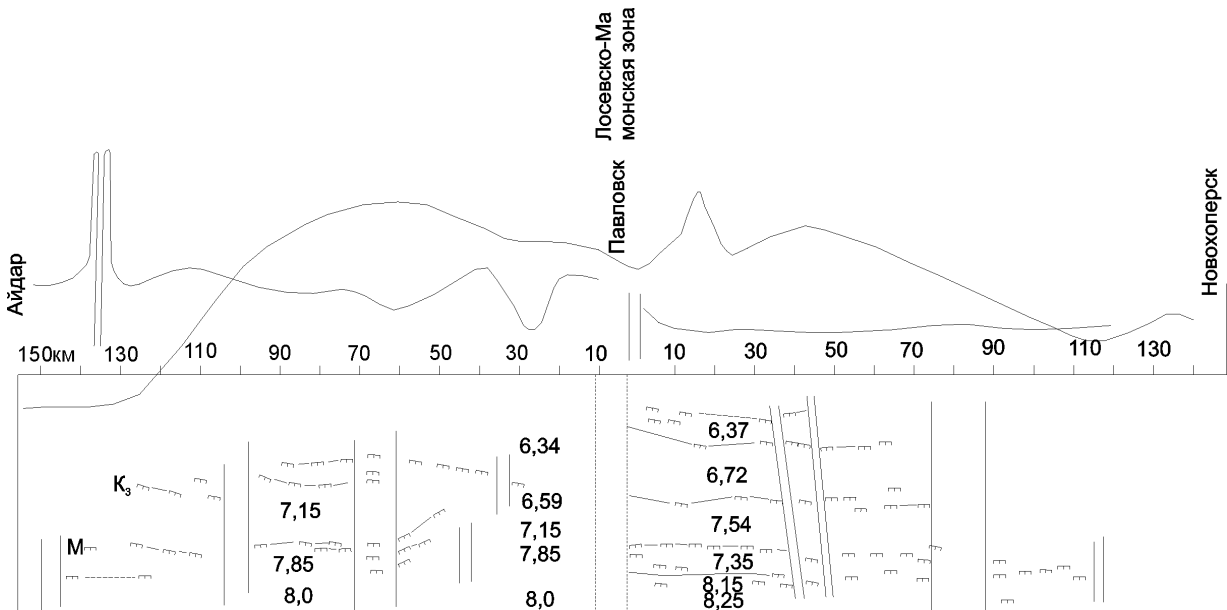 Лосевско-Ма
монская зона
Павловск
Айдар
Новохоперск
150км 130 110 90 70 50 30 10 10 30 50 70 90 110 130
6,34
6,37
6,72
К₃
6,59
7,15
7,54
7,15
М
7,85
7,85
7,35
8,15
8,0
8,0
8,25